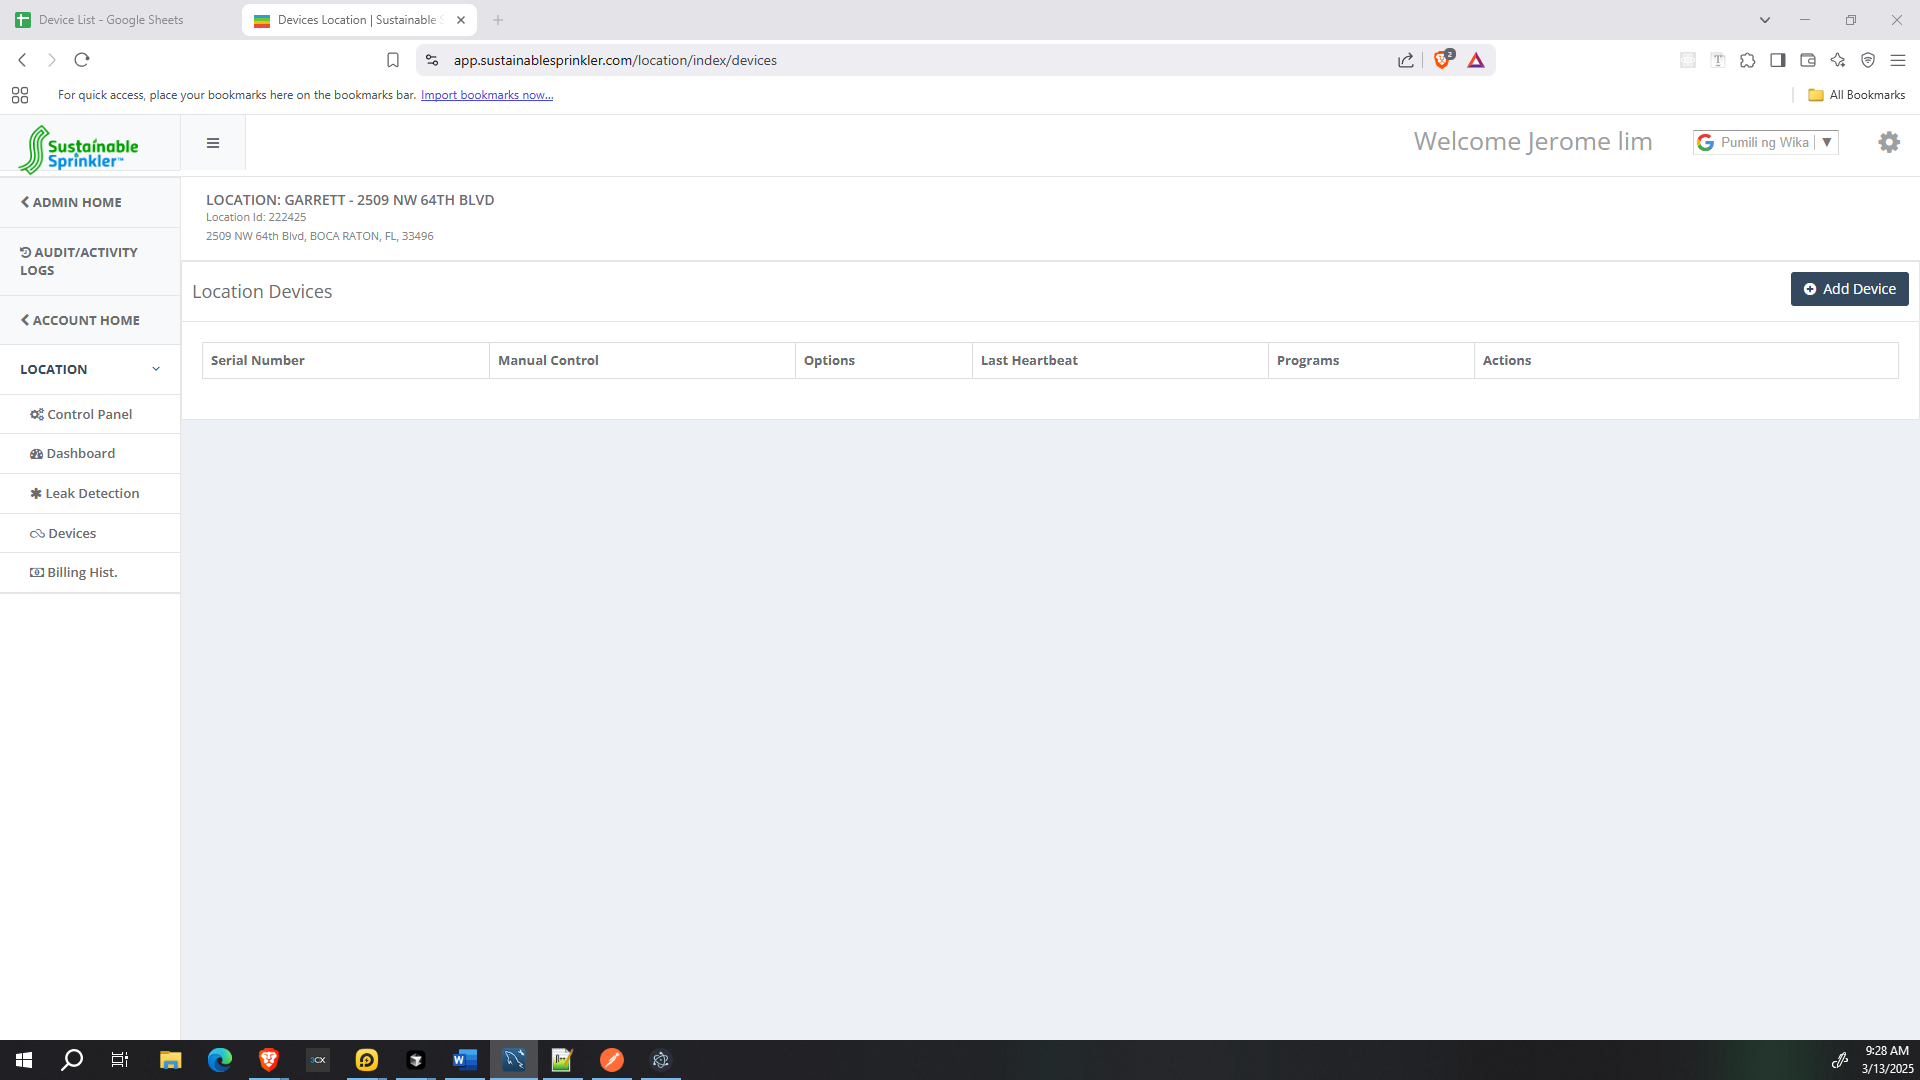 Device List - Google Sheets
Devices Location | Sustainable S
app.sustainablesprinkler.com/location/index/devices
2
For quick access, place your bookmarks here on the bookmarks bar. Import bookmarks now...
All Bookmarks
Sustainable
Sprinkler™
Welcome Jerome lim
Pumili ng Wika
ADMIN HOME
AUDIT/ACTIVITY
LOGS
ACCOUNT HOME
LOCATION
Control Panel
Dashboard
Leak Detection
Devices
Billing Hist.
LOCATION: GARRETT - 2509 NW 64TH BLVD
Location Id: 222425
2509 NW 64th Blvd, BOCA RATON, FL, 33496
Location Devices
Add Device
Serial Number Manual Control Options Last Heartbeat Programs Actions
3CX
9:28 AM
3/13/2025